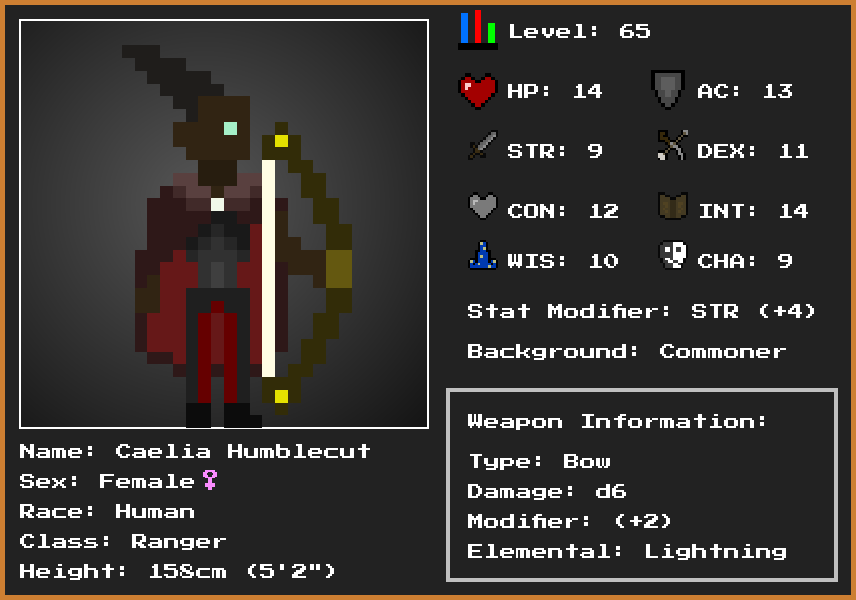 Level: 65
HP: 14
AC: 13
STR: 9
DEX: 11
CON: 12
INT: 14
WIS: 10
CHA: 9
Stat Modifier: STR (+4)
Background: Commoner
Weapon Information:
Type: Bow
Damage: d6
Modifier: (+2)
Elemental: Lightning
Name: Caelia Humblecut
Sex: Female♀
Race: Human
Class: Ranger
Height: 158cm (5'2")